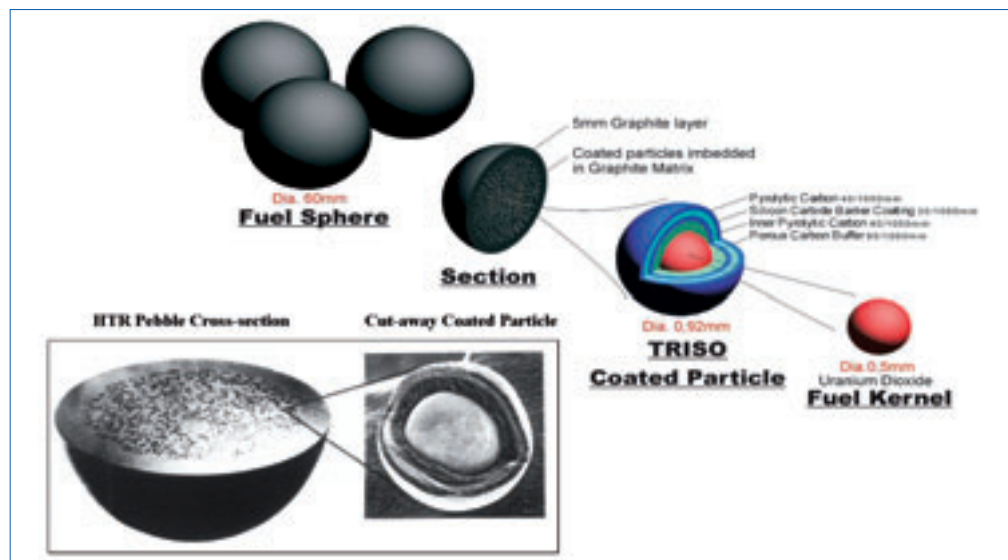 5mm Graphite layer
Coated particles imbedded
in Graphite Matrix
Dia. 60mm
Fuel Sphere
Section
Pyrolytic Carbon
Silicon Carbide Barrier Coating
Inner Pyrolytic Carbon
Porous Carbon Buffer
Dia. 0,92mm
TRISO
Coated Particle
Dia.0,5mm
Uranium Dioxide
Fuel Kernel
HTR Pebble Cross-section
Cut-away Coated Particle